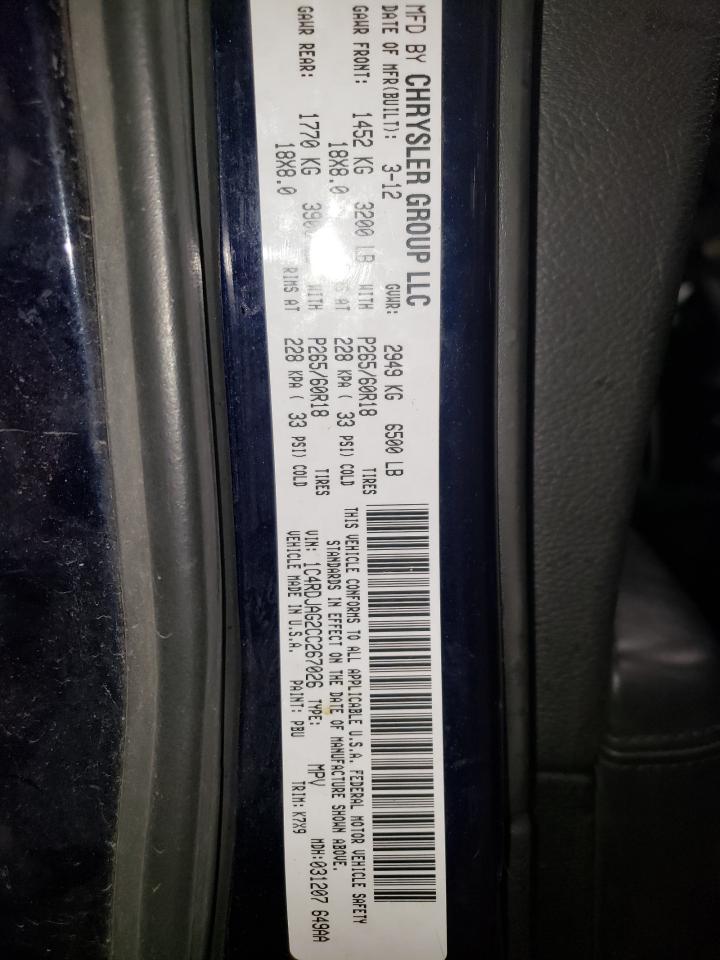 MFD BY CHRYSLER GROUP LLC
DATE OF MFR(BUILT): 3-12 GVWR: 2949 KG 6500 LB
GAWR FRONT: 1452 KG 3200 LB WITH P265/60R18 TIRES
18X8.0 AT 228 KPA ( 33 PSI) COLD
GAWR REAR: 1770 KG WITH P265/60R18 TIRES
18X8.0 RIMS AT 228 KPA ( 33 PSI) COLD
THIS VEHICLE CONFORMS TO ALL APPLICABLE U.S.A. FEDERAL MOTOR VEHICLE SAFETY
STANDARDS IN EFFECT ON THE DATE OF MANUFACTURE SHOWN ABOVE.
VIN: 1C4RDJAG2CC267026 TYPE: MPV MDH:031207 649AA
VEHICLE MADE IN U.S.A. PAINT: PBU TRIM: K7X9